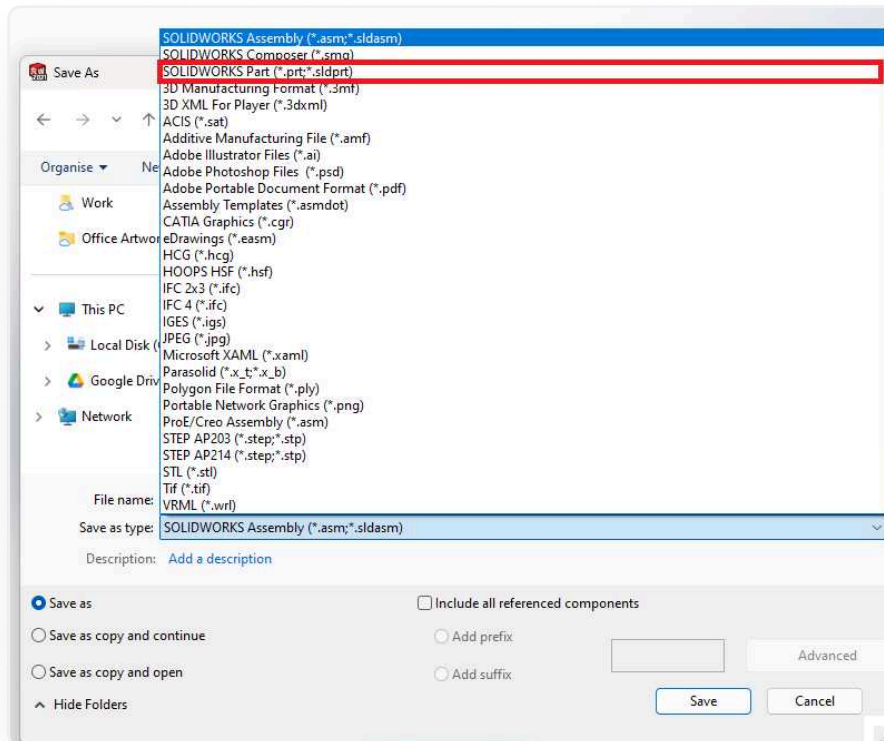 SOLIDWORKS Assembly (*.asm;*.sldasm)
SOLIDWORKS Composer (*.smg)
Save As
SOLIDWORKS Part (*.prt;*.sldprt)
3D Manufacturing Format (*.3mf)
3D XML For Player (*.3dxml)
ACIS (*.sat)
Additive Manufacturing File (*.amf)
Adobe Illustrator Files (*.ai)
Organise
Ne
Adobe Photoshop Files (*.psd)
Adobe Portable Document Format (*.pdf)
Work
Assembly Templates (*.asmdot)
CATIA Graphics (*.cgr)
Office Artwor
eDrawings (*.easm)
HCG (*.hcg)
HOOPS HSF (*.hsf)
IFC 2x3 (*.ifc)
This PC
IFC 4 (*.ifc)
IGES (*.igs)
Local Disk (
JPEG (*.jpg)
Microsoft XAML (*.xaml)
Parasolid (*.x_t;*.x_b)
Google Driv
Polygon File Format (*.ply)
Portable Network Graphics (*.png)
Network
ProE/Creo Assembly (*.asm)
STEP AP203 (*.step;*.stp)
STEP AP214 (*.step;*.stp)
STL (*.stl)
Tif (*.tif)
File name:
VRML (*.wrl)
Save as type: SOLIDWORKS Assembly (*.asm;*.sldasm)
Description: Add a description
Save as
Include all referenced components
Save as copy and continue
Add prefix
Advanced
Save as copy and open
Add suffix
Hide Folders
Save
Cancel